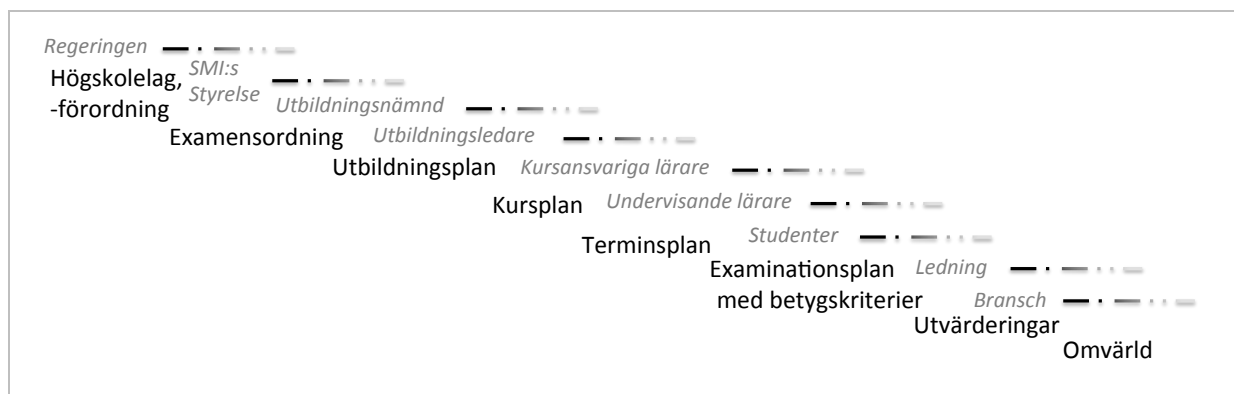 Regeringen
Högskolelag,
-förordning
SMI:s
Styrelse
Utbildningsnämnd
Examensordning
Utbildningsledare
Utbildningsplan
Kursansvariga lärare
Kursplan
Undervisande lärare
Terminsplan
Studenter
Examinationsplan
med betygskriterier
Ledning
Bransch
Utvärderingar
Omvärld